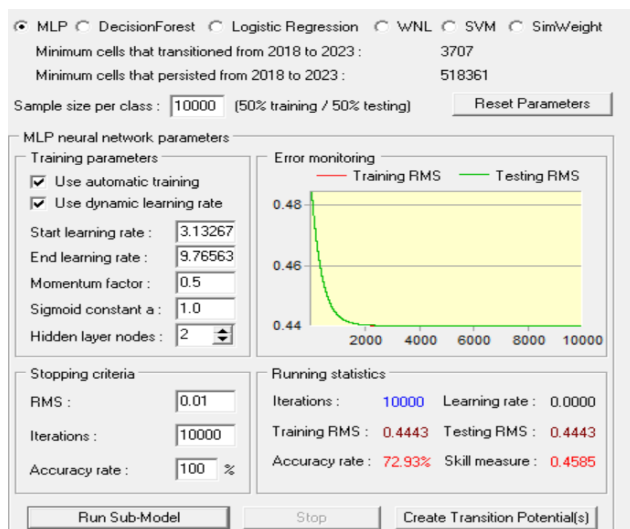 MLP DecisionForest Logistic Regression WNL SVM SimWeight
Minimum cells that transitioned from 2018 to 2023 : 3707
Minimum cells that persisted from 2018 to 2023 : 518361
Sample size per class : 10000 (50% training / 50% testing) Reset Parameters
MLP neural network parameters
Training parameters
Use automatic training
Use dynamic learning rate
Start learning rate : 3.13267
End learning rate : 9.76563
Momentum factor : 0.5
Sigmoid constant a : 1.0
Hidden layer nodes : 2
Error monitoring
Training RMS Testing RMS
0.48
0.46
0.44
2000 4000 6000 8000 10000
Stopping criteria
RMS : 0.01
Iterations : 10000
Accuracy rate : 100 %
Running statistics
Iterations : 10000 Learning rate : 0.0000
Training RMS : 0.4443 Testing RMS : 0.4443
Accuracy rate : 72.93% Skill measure : 0.4585
Run Sub-Model Stop Create Transition Potential(s)